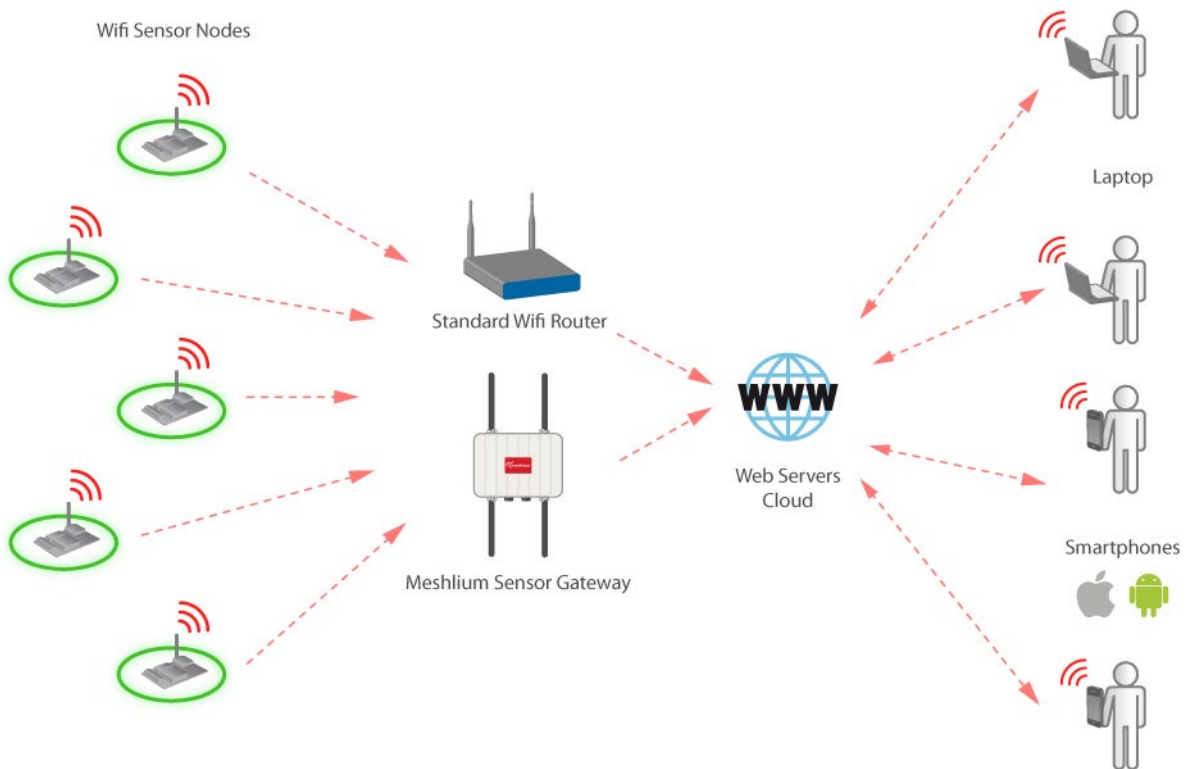 Wifi Sensor Nodes
Standard Wifi Router
Meshlium Sensor Gateway
WWW
Web Servers
Cloud
Laptop
Smartphones